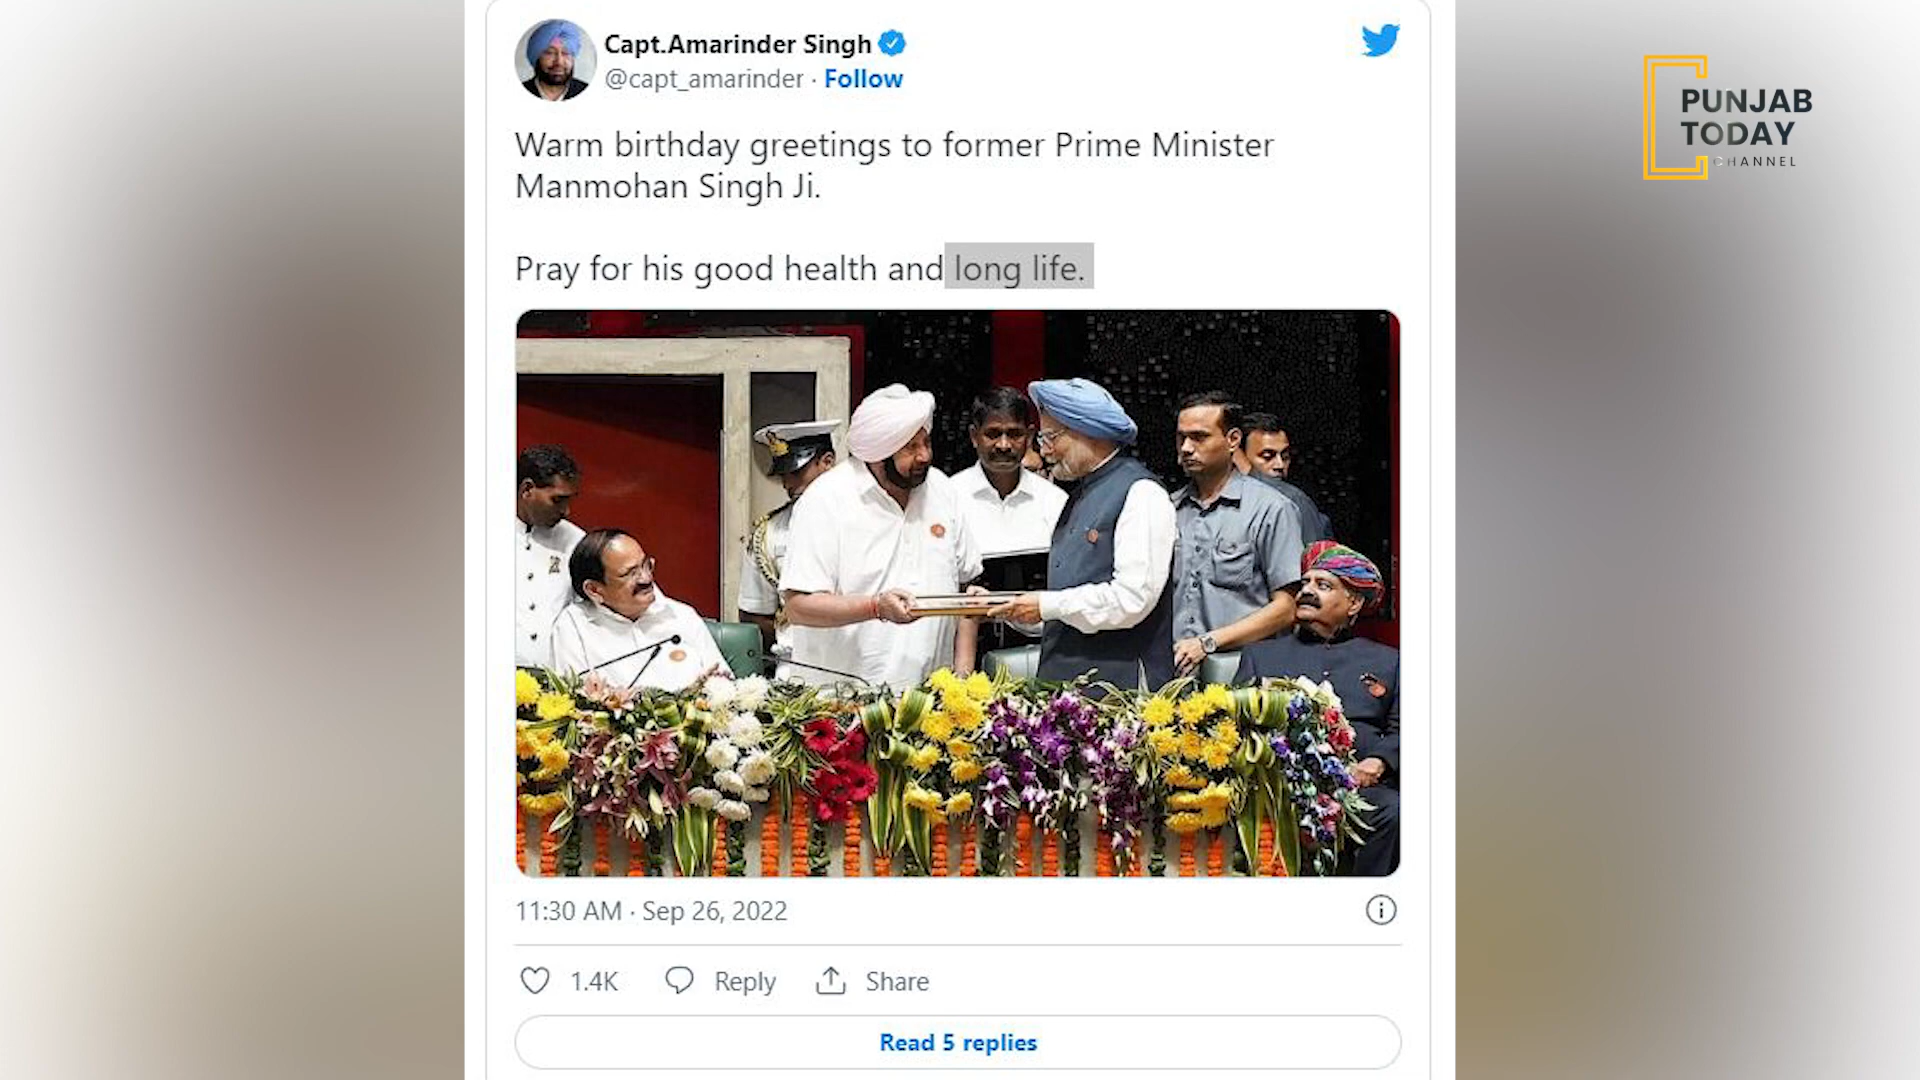 Capt.Amarinder Singh
@capt_amarinder · Follow
PUNJAB
TODAY
CHANNEL
Warm birthday greetings to former Prime Minister
Manmohan Singh Ji.
Pray for his good health and long life.
11:30 AM · Sep 26, 2022
1.4K Reply Share
Read 5 replies